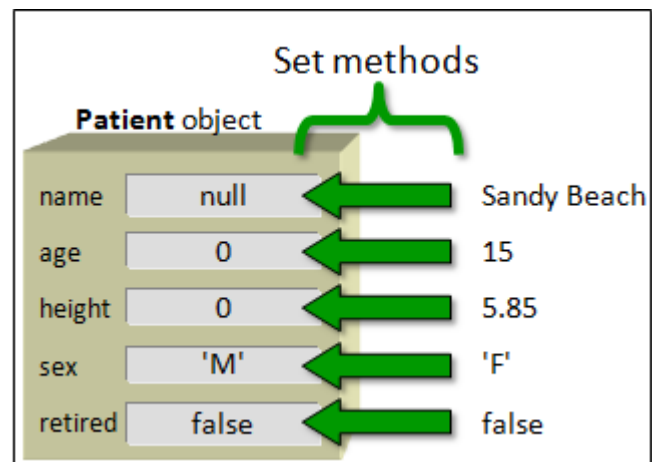 Set methods
Patient object
name null Sandy Beach
age 0 15
height 0 5.85
sex 'M' 'F'
retired false false